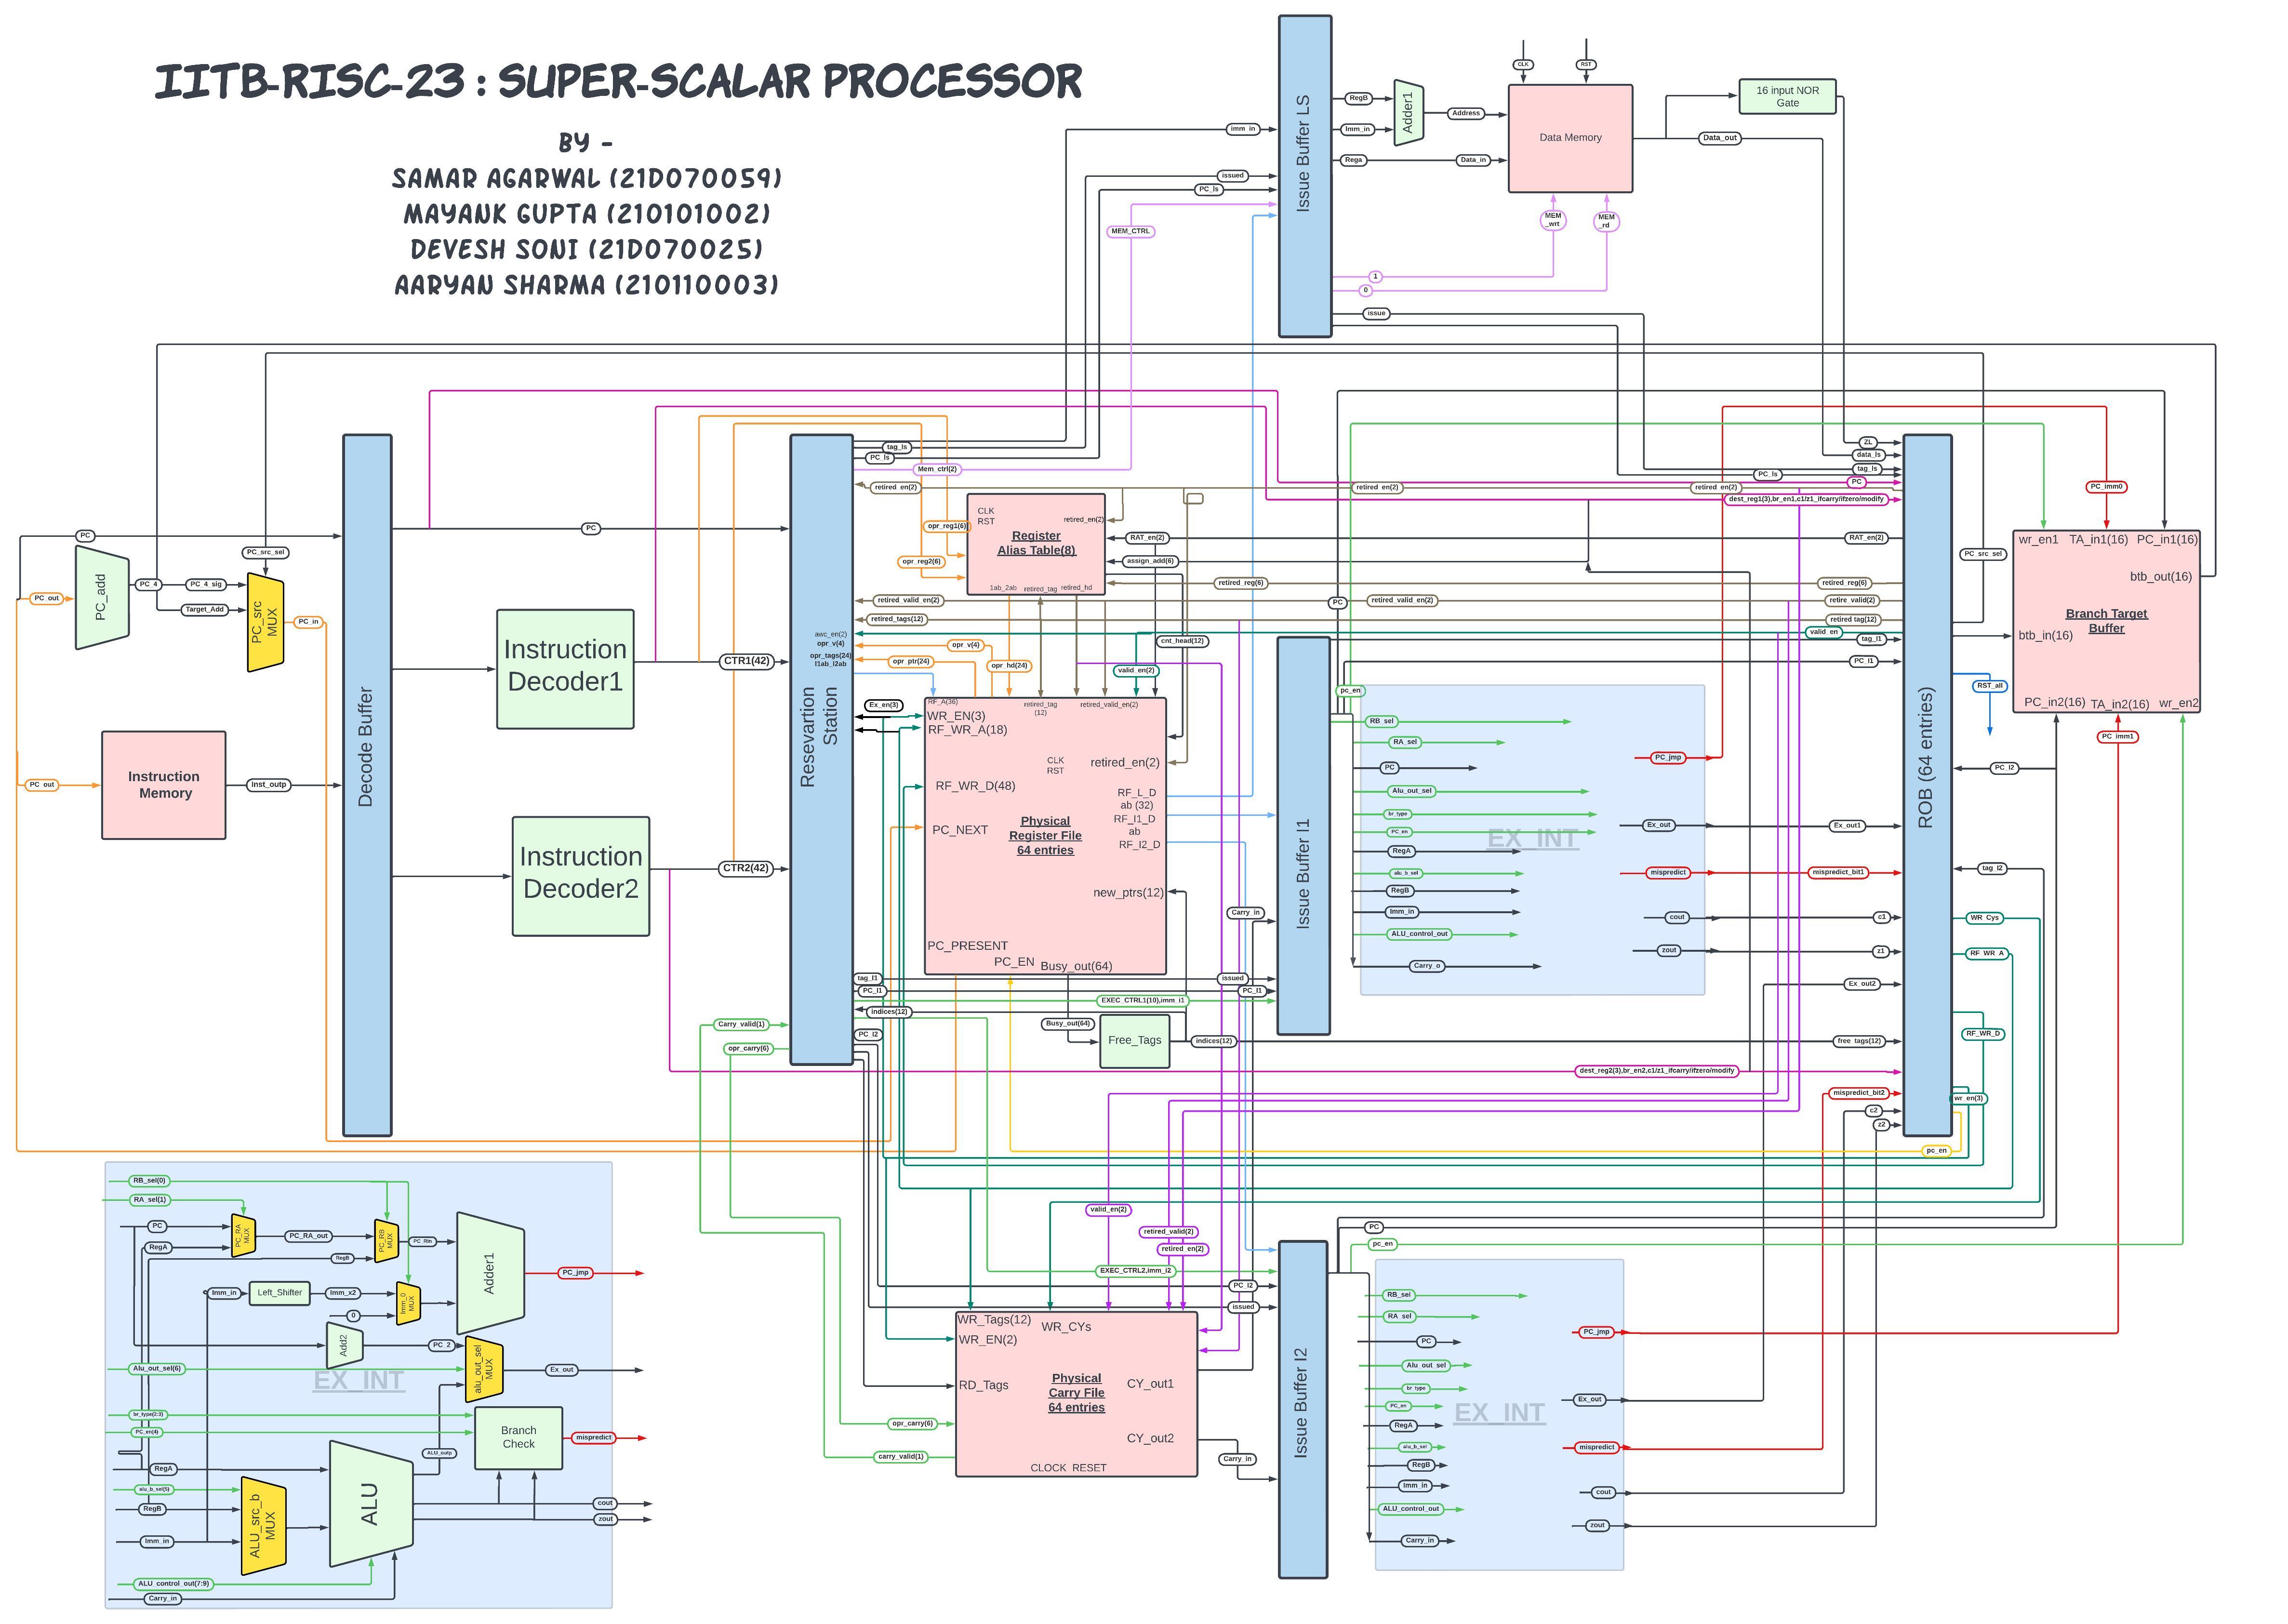 IITB-RISC-23 : SUPER-SCALAR PROCESSOR
BY -
SAMAR AGARWAL (21D070059)
MAYANK GUPTA (210101002)
DEVESH SONI (21D070025)
AARYAN SHARMA (2101110003)
Issue Buffer LS
imm_in
issued
PC_ls
MEM_CTRL
RegB
Imm_in
Rega
Adder1
Address
Data_in
CLK
RST
Data Memory
MEM
_wrt
MEM
_rd
1
0
issue
16 input NOR
Gate
Data_out
PC
PC_add
PC_out
PC_4
PC_4_sig
Target_Add
PC_src_sel
PC_src
MUX
PC_in
PC_out
Instruction
Memory
Inst_outp
Decode Buffer
PC
Instruction
Decoder1
CTR1(42)
Instruction
Decoder2
CTR2(42)
Resevartion
Station
awc_en(2)
opr_v(4)
opr_tags(24)
l1ab_l2ab
tag_ls
PC_ls
Mem_ctrl(2)
retired_en(2)
opr_reg1(6)
opr_reg2(6)
CLK
RST
retired_en(2)
Register
Alias Table(8)
1ab_2ab
retired_tag
retired_hd
RAT_en(2)
assign_add(6)
retired_reg(6)
retired_valid_en(2)
retired_tags(12)
opr_v(4)
opr_ptr(24)
opr_hd(24)
cnt_head(12)
valid_en(2)
Ex_en(3)
RF_A(36)
retired_tag
(12)
retired_valid_en(2)
WR_EN(3)
RF_WR_A(18)
CLK
RST
retired_en(2)
RF_WR_D(48)
RF_L_D
ab (32)
RF_I1_D
ab
RF_I2_D
PC_NEXT
Physical
Register File
64 entries
new_ptrs(12)
PC_PRESENT
PC_EN
Busy_out(64)
tag_I1
PC_I1
indices(12)
PC_I2
Carry_valid(1)
opr_carry(6)
issued
PC_I1
EXEC_CTRL1(10),imm_i1
Busy_out(64)
Free_Tags
indices(12)
Carry_in
Issue Buffer I1
PC
retired_en(2)
retired_valid_en(2)
pc_en
RB_sel
RA_sel
PC
Alu_out_sel
br_type
PC_en
RegA
alu_b_sel
RegB
Imm_in
ALU_control_out
Carry_o
EX_INT
PC_jmp
Ex_out
mispredict
cout
zout
ZL
data_ls
tag_ls
PC_ls
PC
retired_en(2)
dest_reg1(3),br_en1,c1/z1_ifcarry/ifzero/modify
RAT_en(2)
retired_reg(6)
retire_valid(2)
retired tag(12)
valid_en
tag_I1
PC_I1
Ex_out1
mispredict_bit1
c1
z1
Ex_out2
free_tags(12)
dest_reg2(3),br_en2,c1/z1_ifcarry/ifzero/modify
mispredict_bit2
c2
z2
pc_en
ROB (64 entries)
PC_src_sel
RST_all
PC_I2
tag_I2
WR_Cys
RF_WR_A
RF_WR_D
wr_en(3)
PC_imm0
wr_en1
TA_in1(16)
PC_in1(16)
btb_out(16)
Branch Target
Buffer
btb_in(16)
PC_in2(16)
TA_in2(16)
wr_en2
PC_imm1
RB_sel(0)
RA_sel(1)
PC
RegA
PC_RA
MUX
PC_RA_out
RegB
PC_RB
MUX
PC_Rin
Adder1
PC_jmp
Imm_in
Left_Shifter
Imm_x2
0
Imm_0
MUX
Add2
PC_2
Alu_out_sel(6)
alu_out_sel
MUX
Ex_out
EX_INT
br_type(2:3)
PC_en(4)
Branch
Check
mispredict
ALU_outp
RegA
alu_b_sel(5)
RegB
Imm_in
ALU_src_b
MUX
ALU
cout
zout
ALU_control_out(7:9)
Carry_in
valid_en(2)
retired_valid(2)
retired_en(2)
EXEC_CTRL2,imm_i2
PC_I2
issued
WR_Tags(12)
WR_CYs
WR_EN(2)
RD_Tags
Physical
Carry File
64 entries
CY_out1
CY_out2
CLOCK RESET
opr_carry(6)
carry_valid(1)
Carry_in
Issue Buffer I2
PC
pc_en
RB_sel
RA_sel
PC
Alu_out_sel
br_type
PC_en
RegA
alu_b_sel
RegB
Imm_in
ALU_control_out
Carry_in
EX_INT
PC_jmp
Ex_out
mispredict
cout
zout